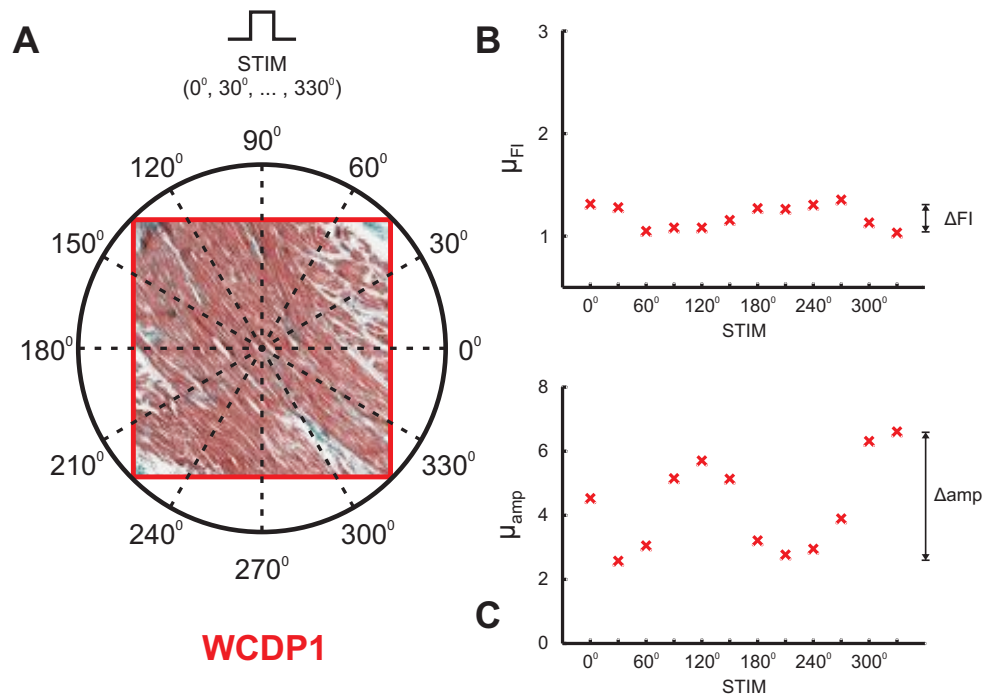 A
STIM
(0⁰, 30⁰, ... , 330⁰)
90⁰
120⁰
60⁰
150⁰
30⁰
180⁰
0⁰
210⁰
330⁰
240⁰
300⁰
270⁰
WCDP1
B
3
2
1
μFI
ΔFI
0⁰ 60⁰ 120⁰ 180⁰ 240⁰ 300⁰
STIM
8
6
4
2
0
μamp
Δamp
C
0⁰ 60⁰ 120⁰ 180⁰ 240⁰ 300⁰
STIM